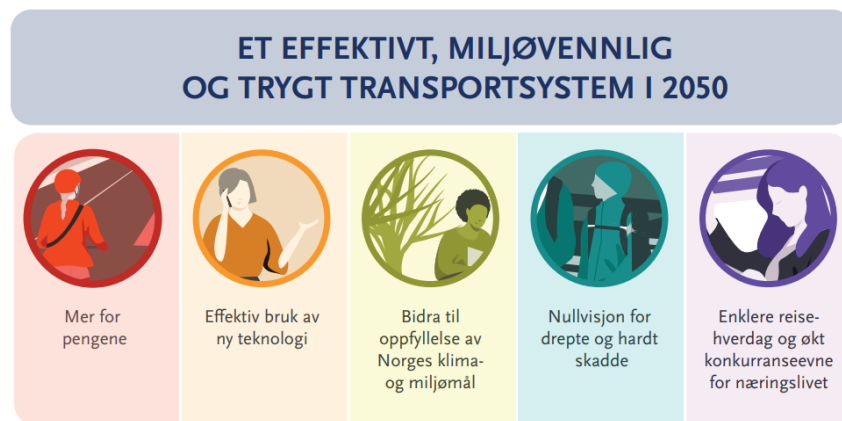 ET EFFEKTIVT, MILJØVENNLIG
OG TRYGT TRANSPORTSYSTEM I 2050
Mer for
pengene
Effektiv bruk av
ny teknologi
Bidra til
oppfyllelse av
Norges klima-
og miljømål
Nullvisjon for
drepte og hardt
skadde
Enklere reise-
hverdag og økt
konkurranseevne
for næringslivet